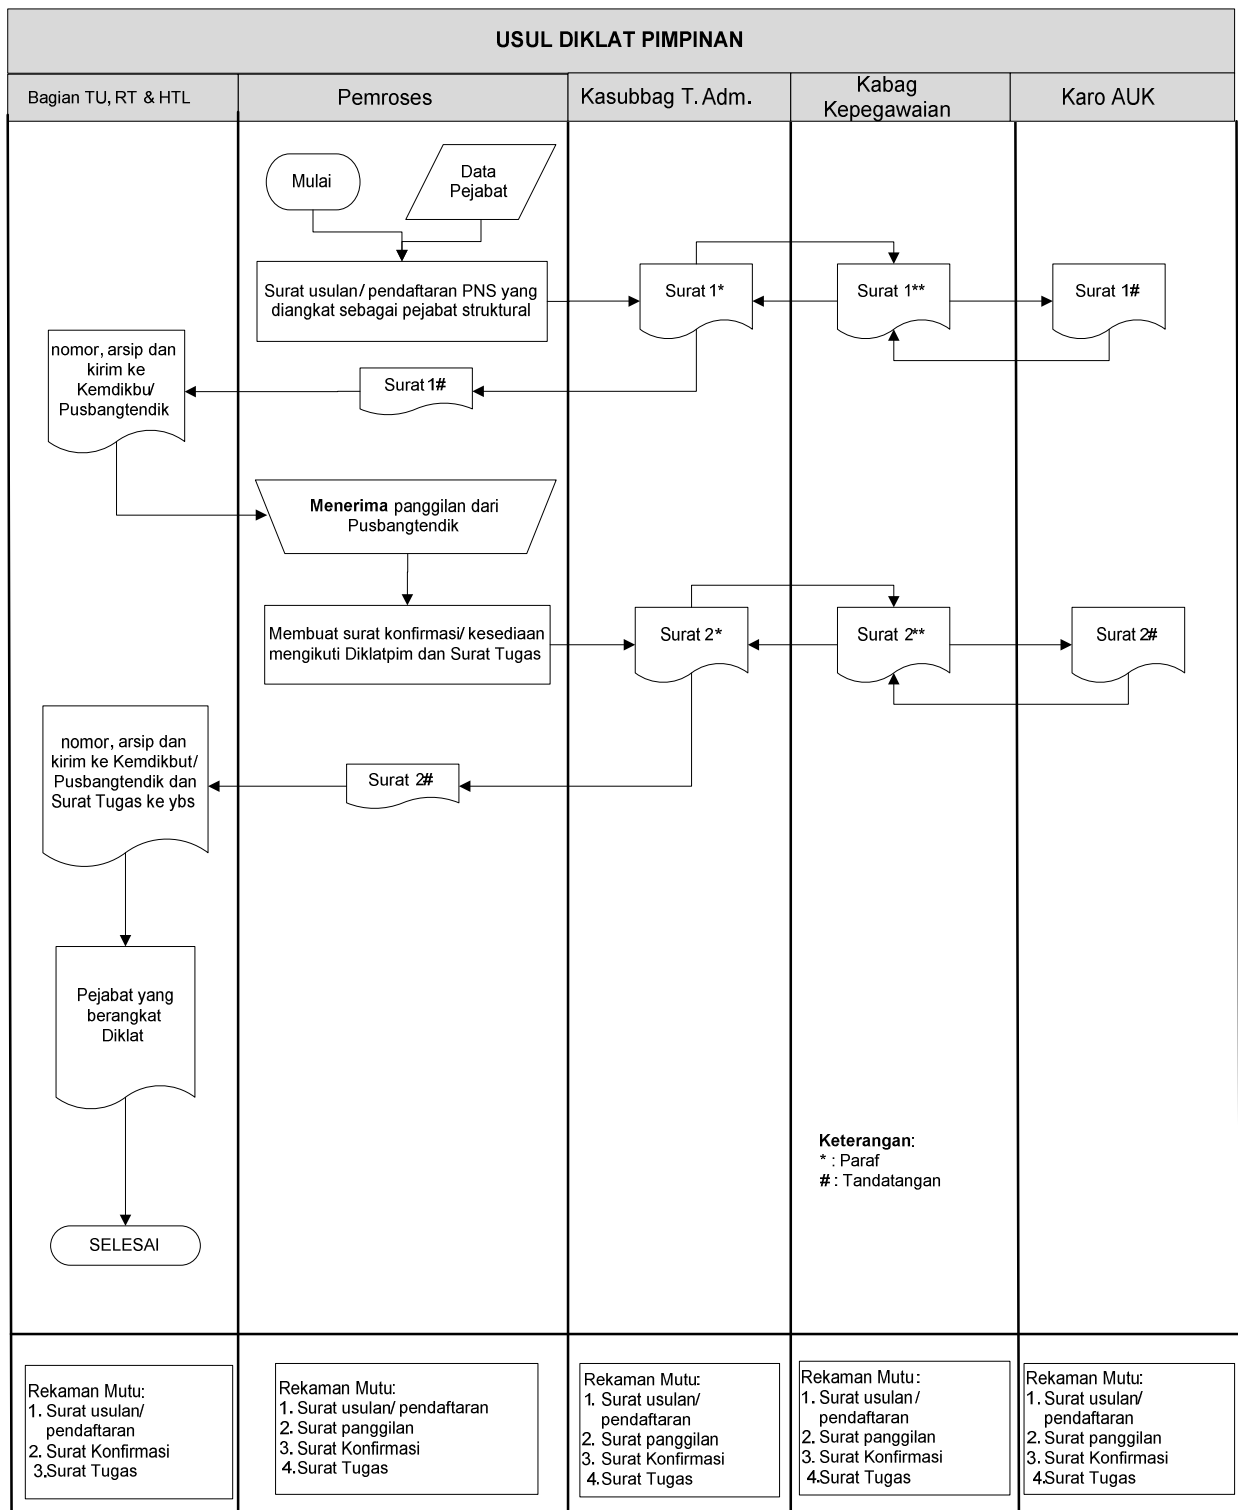 USUL DIKLAT PIMPINAN
Bagian TU, RT & HTL
Pemroses
Kasubbag T. Adm.
Kabag
Kepegawaian
Karo AUK
Mulai
Data
Pejabat
Surat usulan/ pendaftaran PNS yang
diangkat sebagai pejabat struktural
Surat 1*
Surat 1**
Surat 1#
nomor, arsip dan
kirim ke
Kemdikbu/
Pusbangtendik
Surat 1#
Menerima panggilan dari
Pusbangtendik
Membuat surat konfirmasi/ kesediaan
mengikuti Diklatpim dan Surat Tugas
Surat 2*
Surat 2**
Surat 2#
nomor, arsip dan
kirim ke Kemdikbut/
Pusbangtendik dan
Surat Tugas ke ybs
Surat 2#
Pejabat yang
berangkat
Diklat
Keterangan:
* : Paraf
# : Tandatangan
SELESAI
Rekaman Mutu:
1. Surat usulan/
pendaftaran
2. Surat Konfirmasi
3.Surat Tugas
Rekaman Mutu:
1. Surat usulan/ pendaftaran
2. Surat panggilan
3. Surat Konfirmasi
4.Surat Tugas
Rekaman Mutu:
1. Surat usulan/
pendaftaran
2. Surat panggilan
3. Surat Konfirmasi
4.Surat Tugas
Rekaman Mutu:
1. Surat usulan/
pendaftaran
2. Surat panggilan
3. Surat Konfirmasi
4.Surat Tugas
Rekaman Mutu:
1. Surat usulan/
pendaftaran
2. Surat panggilan
3. Surat Konfirmasi
4.Surat Tugas